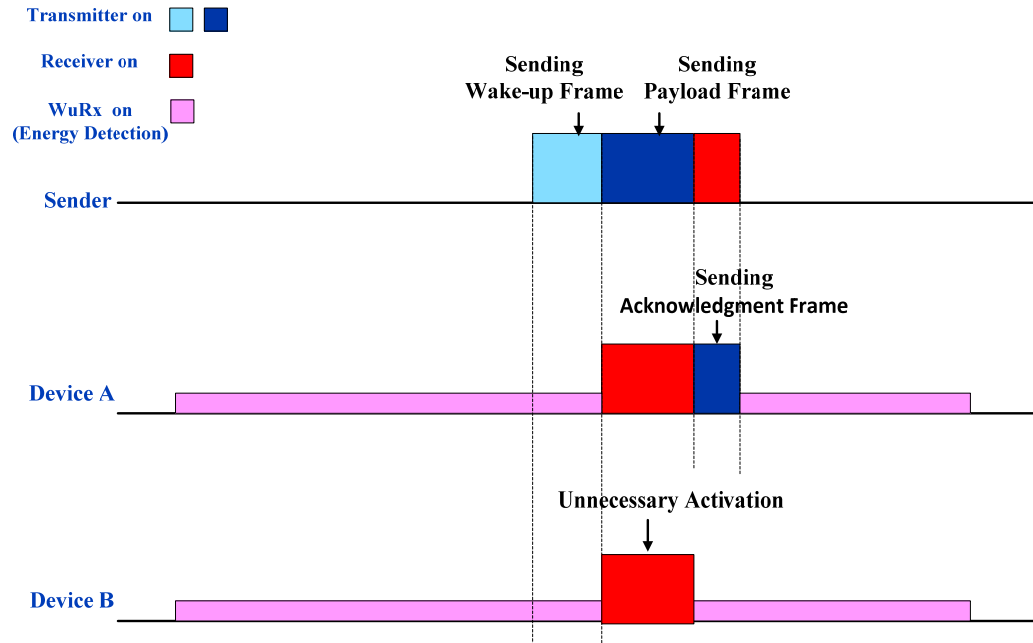 Transmitter on
Receiver on
WuRx on
(Energy Detection)
Sending
Wake-up Frame
Sending
Payload Frame
Sender
Sending
Acknowledgment Frame
Device A
Unnecessary Activation
Device B